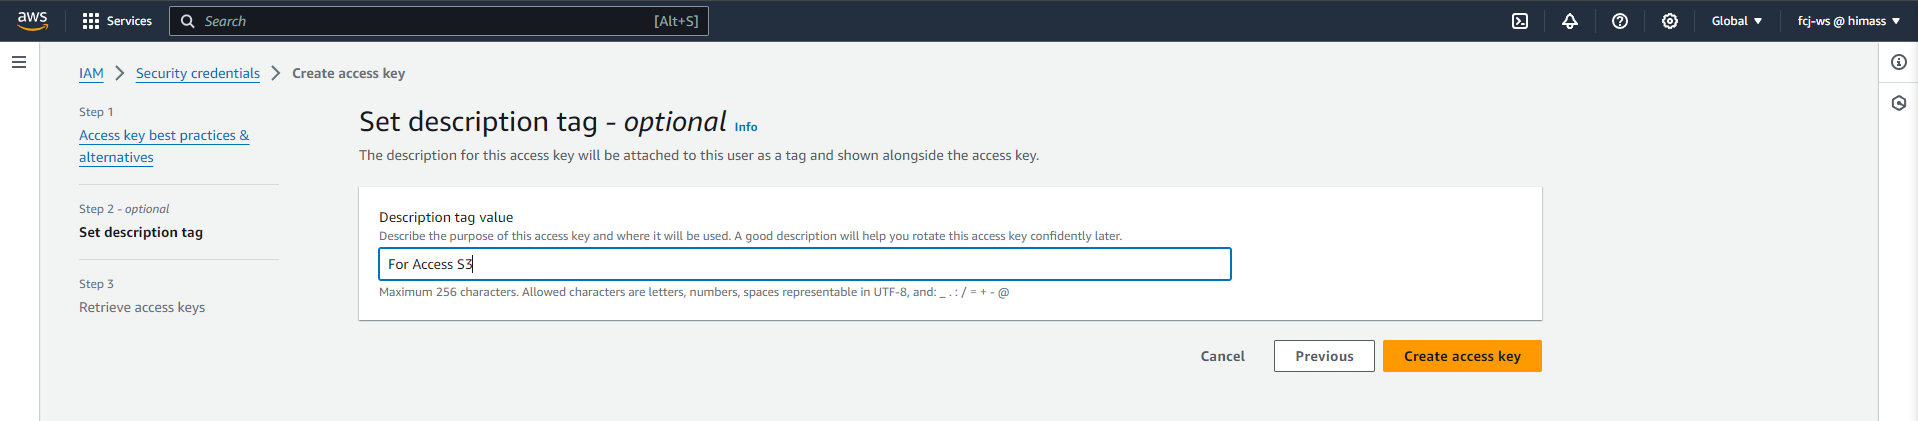 aws
Services
Search
[Alt+S]
Global
fcj-ws @ himass
IAM
Security credentials
Create access key
Step 1
Access key best practices &
alternatives
Step 2 - optional
Set description tag
Step 3
Retrieve access keys
Set description tag - optional Info
The description for this access key will be attached to this user as a tag and shown alongside the access key.
Description tag value
Describe the purpose of this access key and where it will be used. A good description will help you rotate this access key confidently later.
For Access S3
Maximum 256 characters. Allowed characters are letters, numbers, spaces representable in UTF-8, and: _ . : / = + - @
Cancel
Previous
Create access key